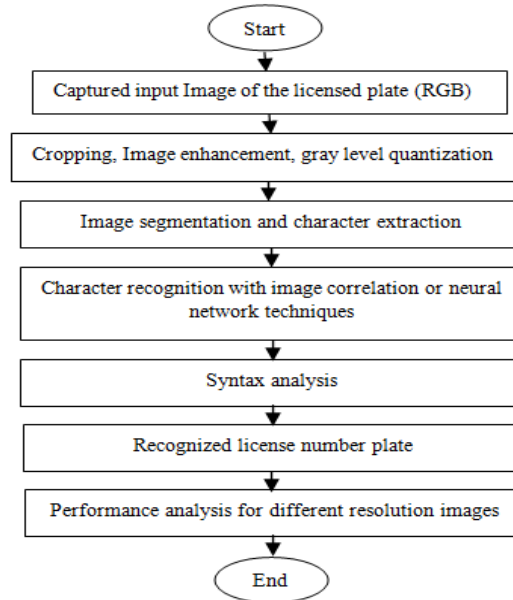 Start
Captured input Image of the licensed plate (RGB)
Cropping, Image enhancement, gray level quantization
Image segmentation and character extraction
Character recognition with image correlation or neural
network techniques
Syntax analysis
Recognized license number plate
Performance analysis for different resolution images
End